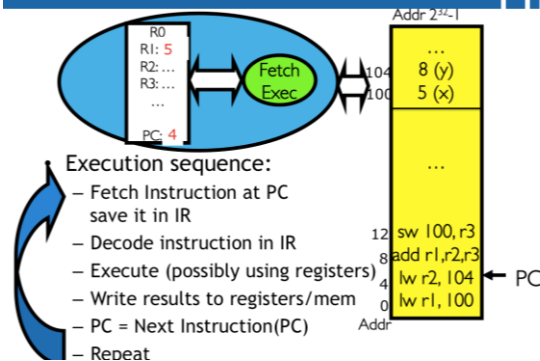 Addr 2³²-1
R0
R1: 5
R2: ...
R3: ...
...
PC: 4
Fetch
Exec
...
104 8 (y)
100 5 (x)
...
12 sw 100, r3
8 add r1,r2,r3
4 lw r2, 104
0 lw r1, 100
PC
Addr
• Execution sequence:
– Fetch Instruction at PC
save it in IR
– Decode instruction in IR
– Execute (possibly using registers)
– Write results to registers/mem
– PC = Next Instruction(PC)
– Repeat